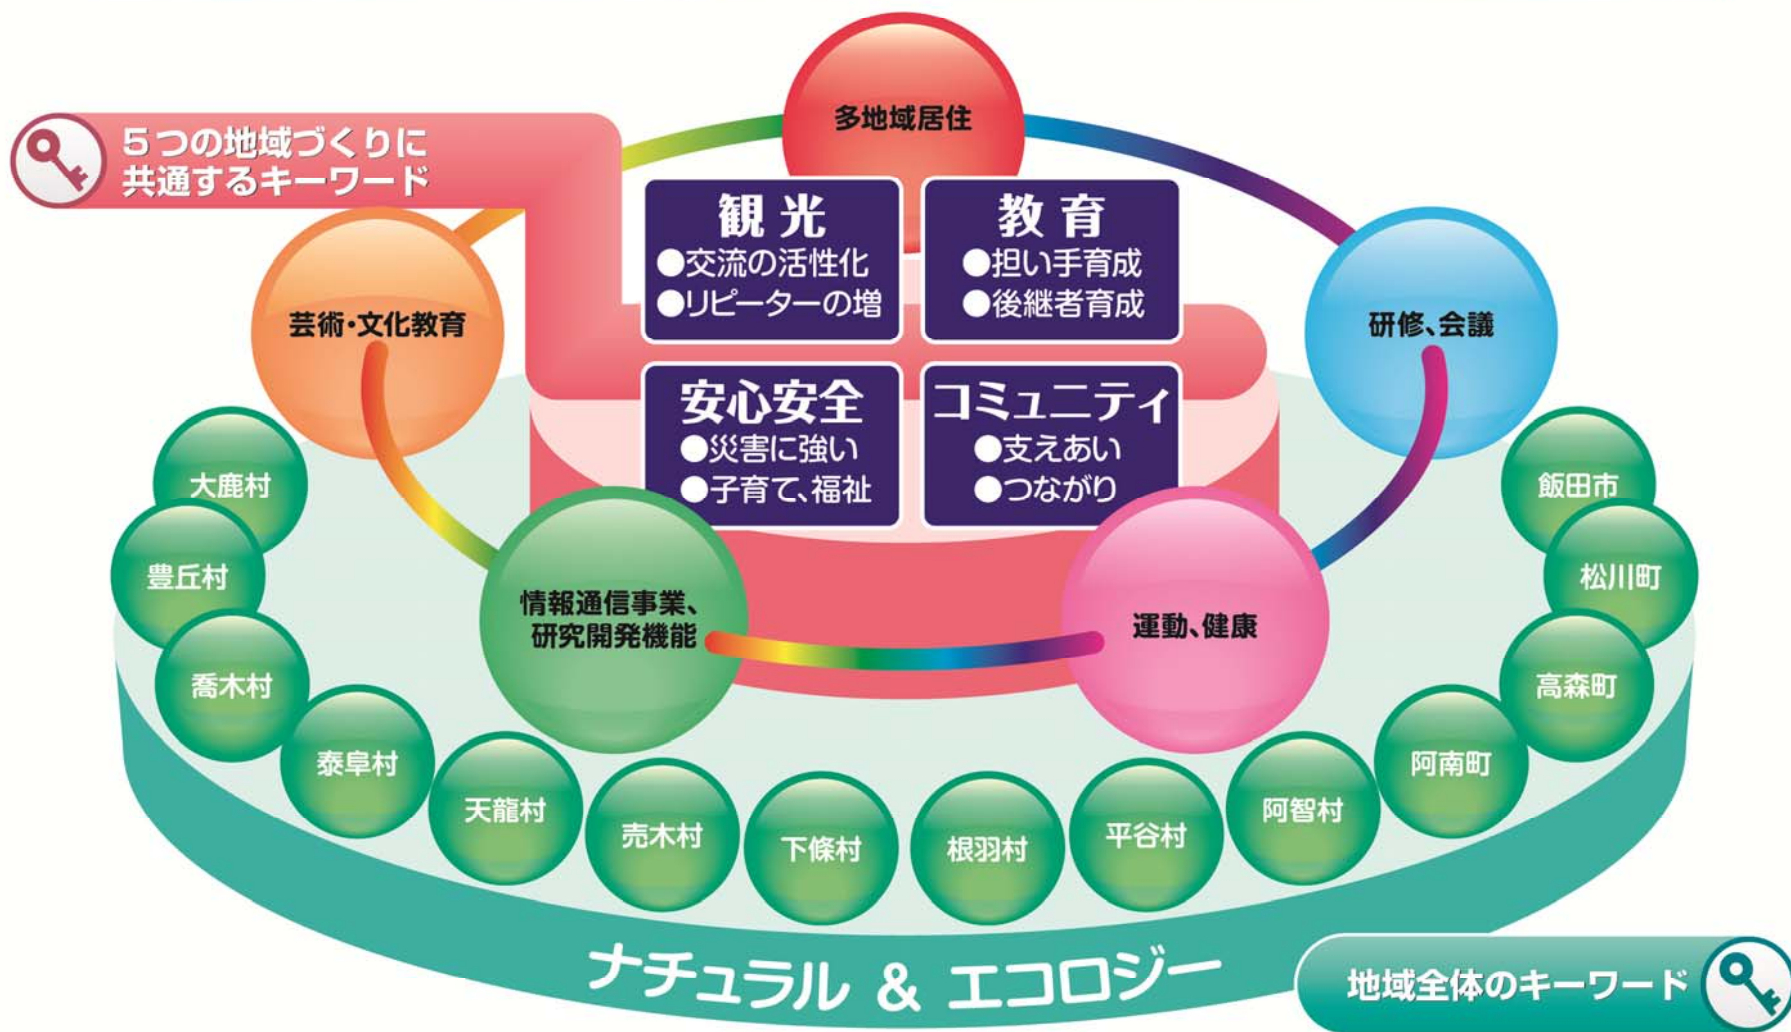 多地域居住
5つの地域づくりに
共通するキーワード
観光
●交流の活性化
●リピーターの増
教育
●担い手育成
●後継者育成
芸術・文化教育
研修、会議
安心安全
●災害に強い
●子育て、福祉
コミュニティ
●支えあい
●つながり
情報通信事業、
研究開発機能
運動、健康
大鹿村
豊丘村
喬木村
泰阜村
天龍村
売木村
下條村
根羽村
平谷村
阿智村
阿南町
高森町
松川町
飯田市
ナチュラル & エコロジー
地域全体のキーワード